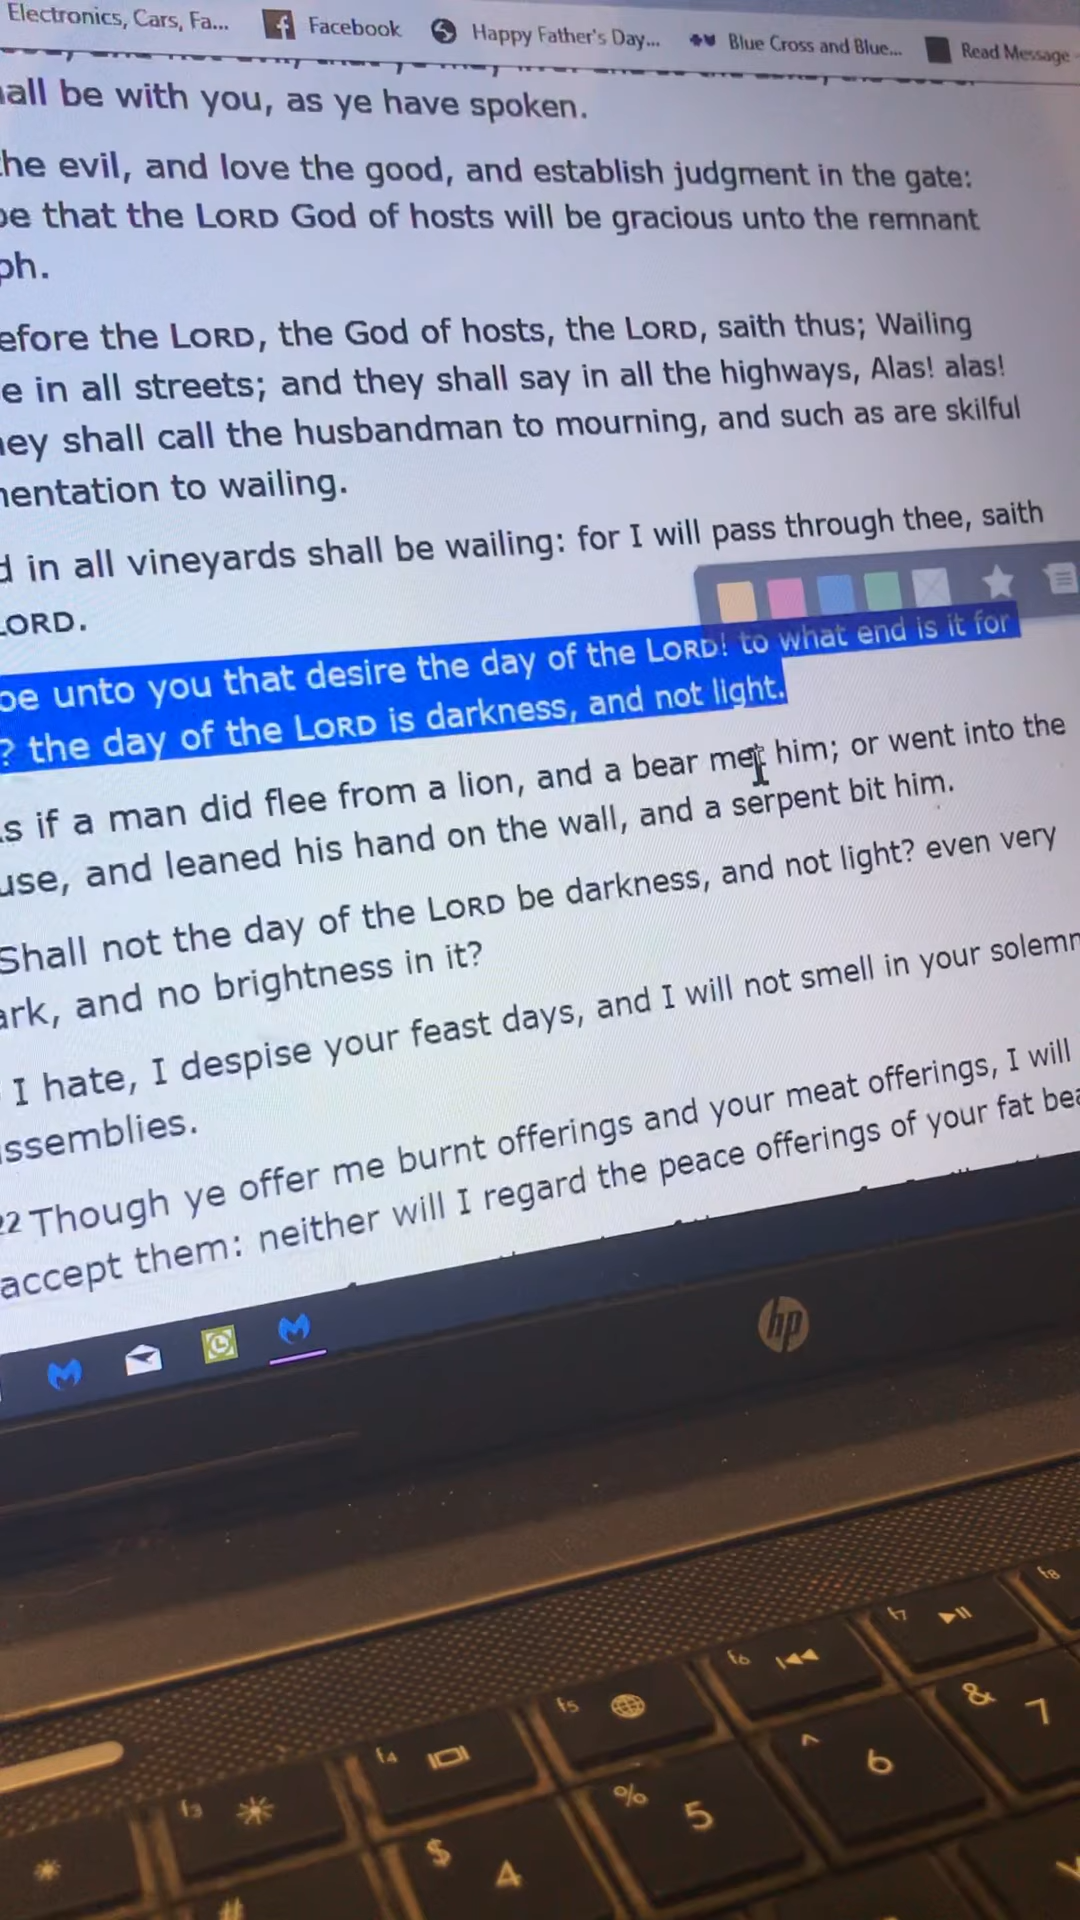 Electronics, Cars, Fa... Facebook Happy Father's Day... Blue Cross and Blue... Read Message -
all be with you, as ye have spoken.
he evil, and love the good, and establish judgment in the gate:
be that the LORD God of hosts will be gracious unto the remnant
ph.
efore the LORD, the God of hosts, the LORD, saith thus; Wailing
e in all streets; and they shall say in all the highways, Alas! alas!
ey shall call the husbandman to mourning, and such as are skilful
mentation to wailing.
d in all vineyards shall be wailing: for I will pass through thee, saith
LORD.
oe unto you that desire the day of the LORD! to what end is it for
? the day of the LORD is darkness, and not light.
s if a man did flee from a lion, and a bear met him; or went into the
use, and leaned his hand on the wall, and a serpent bit him.
Shall not the day of the LORD be darkness, and not light? even very
ark, and no brightness in it?
I hate, I despise your feast days, and I will not smell in your solemn
ssemblies.
22 Though ye offer me burnt offerings and your meat offerings, I will
accept them: neither will I regard the peace offerings of your fat bea
hp
f8
f7
f6
f5
f4
f3
& 7
^ 6
% 5
$ 4
#